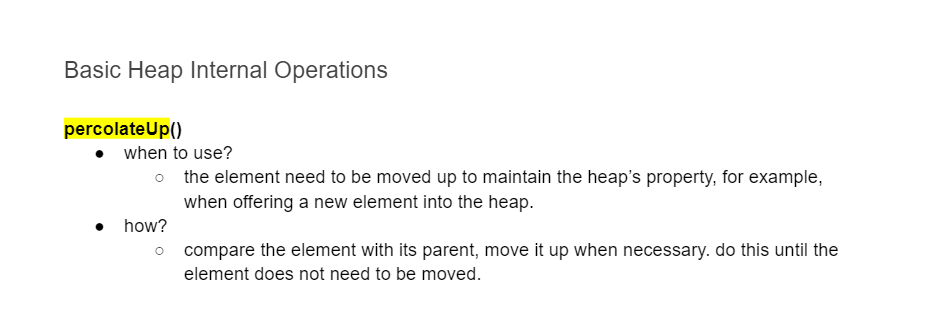 Basic Heap Internal Operations
percolateUp()
● when to use?
○ the element need to be moved up to maintain the heap’s property, for example,
when offering a new element into the heap.
● how?
○ compare the element with its parent, move it up when necessary. do this until the
element does not need to be moved.